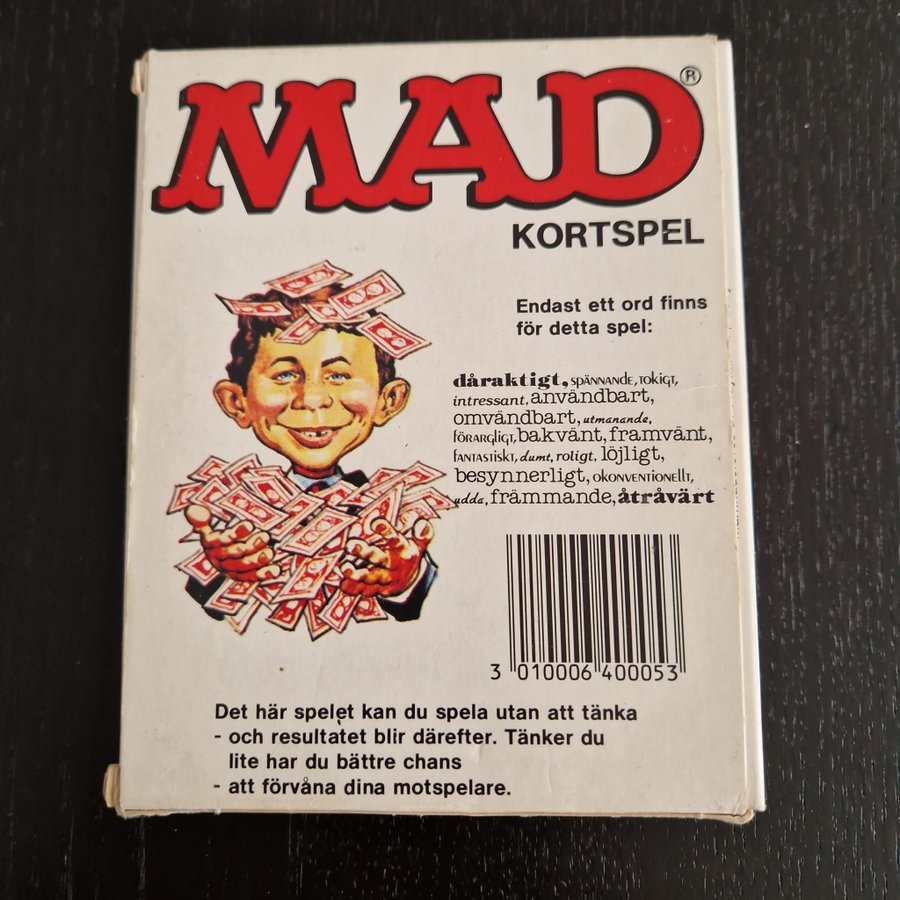 MAD®
KORTSPEL
Endast ett ord finns
för detta spel:
dåraktigt, SPÄNNANDE, TOKIGT,
intressant, användbart,
omvändbart, utmanande,
FÖRARGLIGT, bakvänt, framvänt,
FANTASTISKT, dumt, roligt, löjligt,
besynnerligt, OKONVENTIONELLT,
udda, främmande, åtråvärt
3 010006 400053
Det här spelet kan du spela utan att tänka
- och resultatet blir därefter. Tänker du
lite har du bättre chans
- att förvåna dina motspelare.